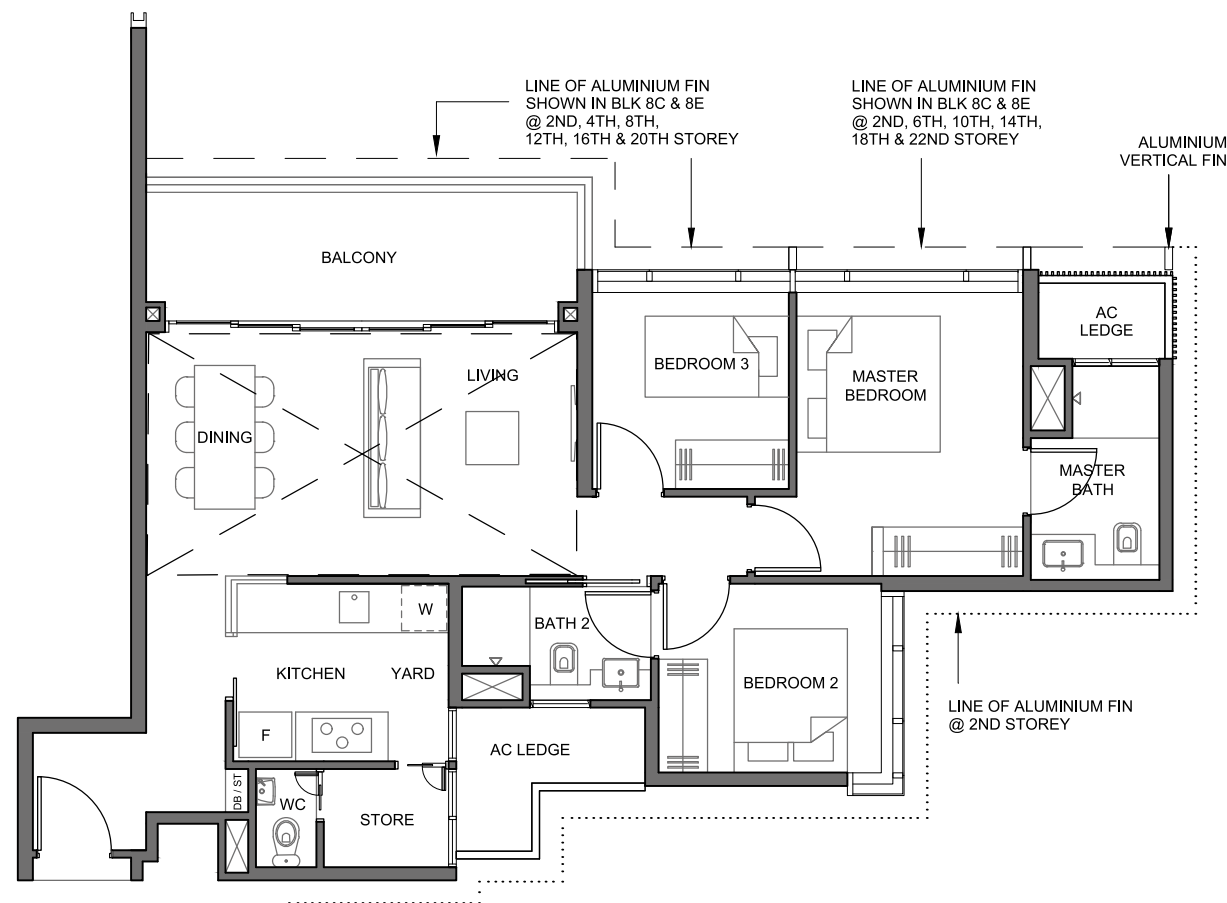 LINE OF ALUMINIUM FIN
SHOWN IN BLK 8C & 8E
@ 2ND, 4TH, 8TH,
12TH, 16TH & 20TH STOREY
LINE OF ALUMINIUM FIN
SHOWN IN BLK 8C & 8E
@ 2ND, 6TH, 10TH, 14TH,
18TH & 22ND STOREY
ALUMINIUM
VERTICAL FIN
BALCONY
AC
LEDGE
LIVING
BEDROOM 3
MASTER
BEDROOM
DINING
MASTER
BATH
W
BATH 2
KITCHEN
YARD
BEDROOM 2
LINE OF ALUMINIUM FIN
@ 2ND STOREY
F
AC LEDGE
DB / ST
WC
STORE